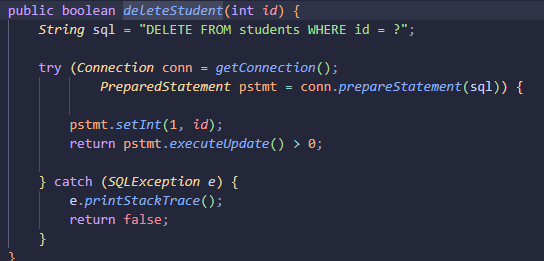 public boolean deleteStudent(int id) {
    String sql = "DELETE FROM students WHERE id = ?";

    try (Connection conn = getConnection();
            PreparedStatement pstmt = conn.prepareStatement(sql)) {

        pstmt.setInt(1, id);
        return pstmt.executeUpdate() > 0;

    } catch (SQLException e) {
        e.printStackTrace();
        return false;
    }
}